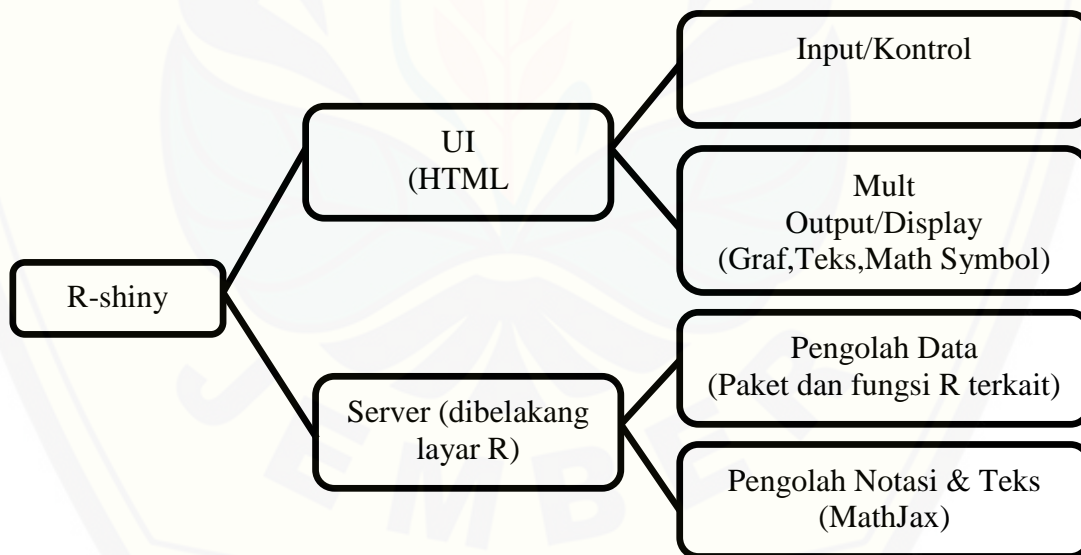 R-shiny
UI
(HTML
Input/Kontrol
Mult
Output/Display
(Graf,Teks,Math Symbol)
Server (dibelakang
layar R)
Pengolah Data
(Paket dan fungsi R terkait)
Pengolah Notasi & Teks
(MathJax)
JEMBER